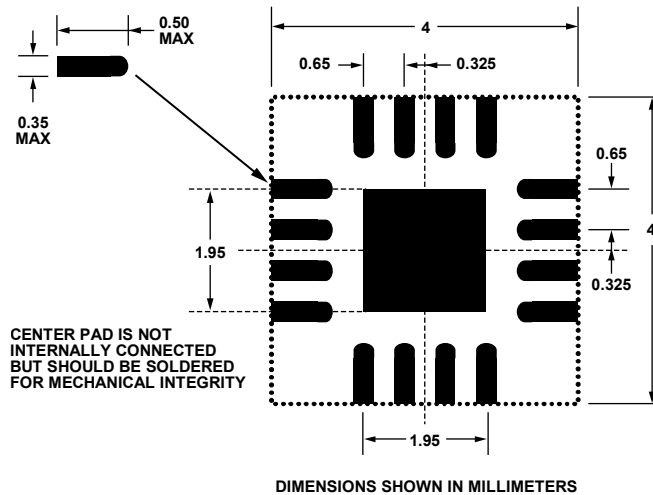 0.50
MAX
4
0.65
0.325
0.35
MAX
0.65
4
1.95
0.325
CENTER PAD IS NOT
INTERNALLY CONNECTED
BUT SHOULD BE SOLDERED
FOR MECHANICAL INTEGRITY
1.95
DIMENSIONS SHOWN IN MILLIMETERS